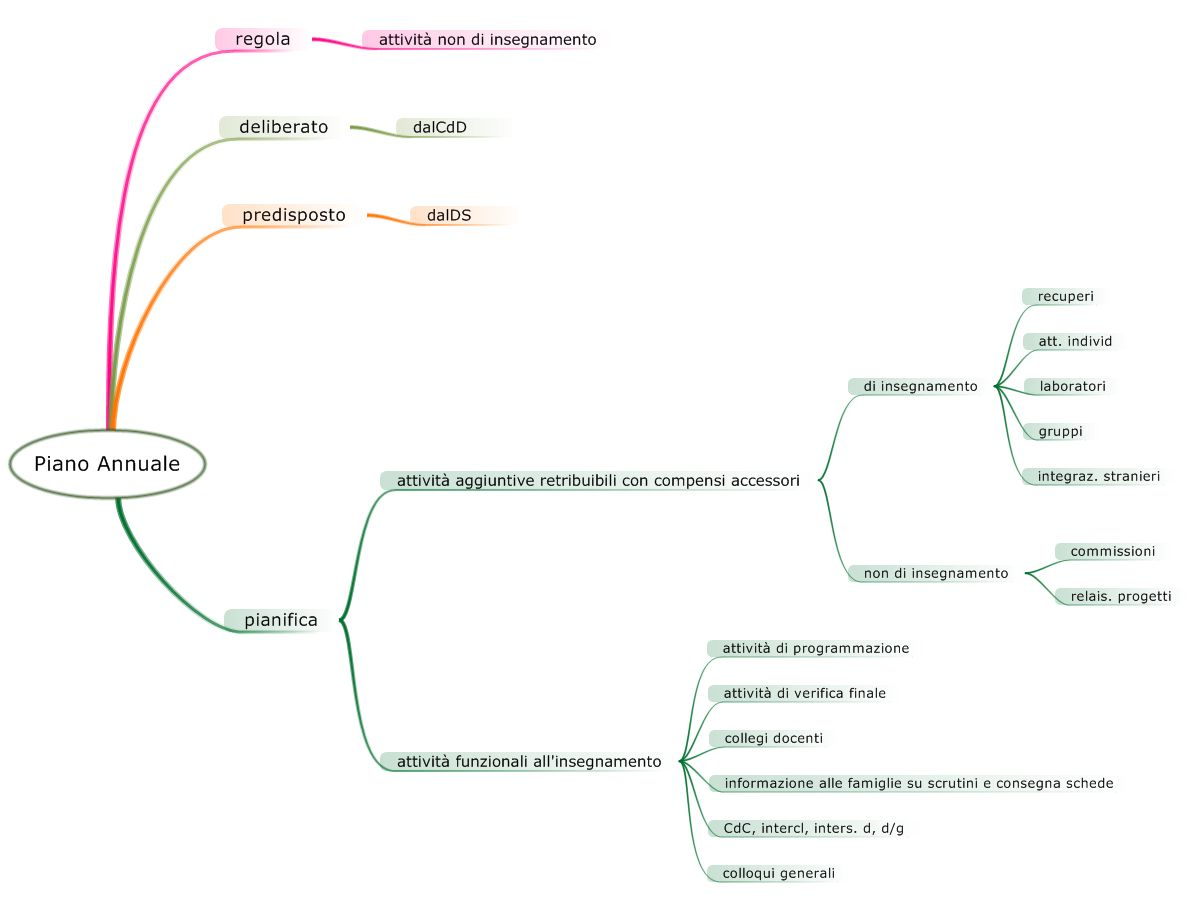 regola
attività non di insegnamento
deliberato
dalCdD
predisposto
dalDS
Piano Annuale
pianifica
attività aggiuntive retribuibili con compensi accessori
di insegnamento
recuperi
att. individ
laboratori
gruppi
integraz. stranieri
non di insegnamento
commissioni
relais. progetti
attività funzionali all'insegnamento
attività di programmazione
attività di verifica finale
collegi docenti
informazione alle famiglie su scrutini e consegna schede
CdC, intercl, inters. d, d/g
colloqui generali